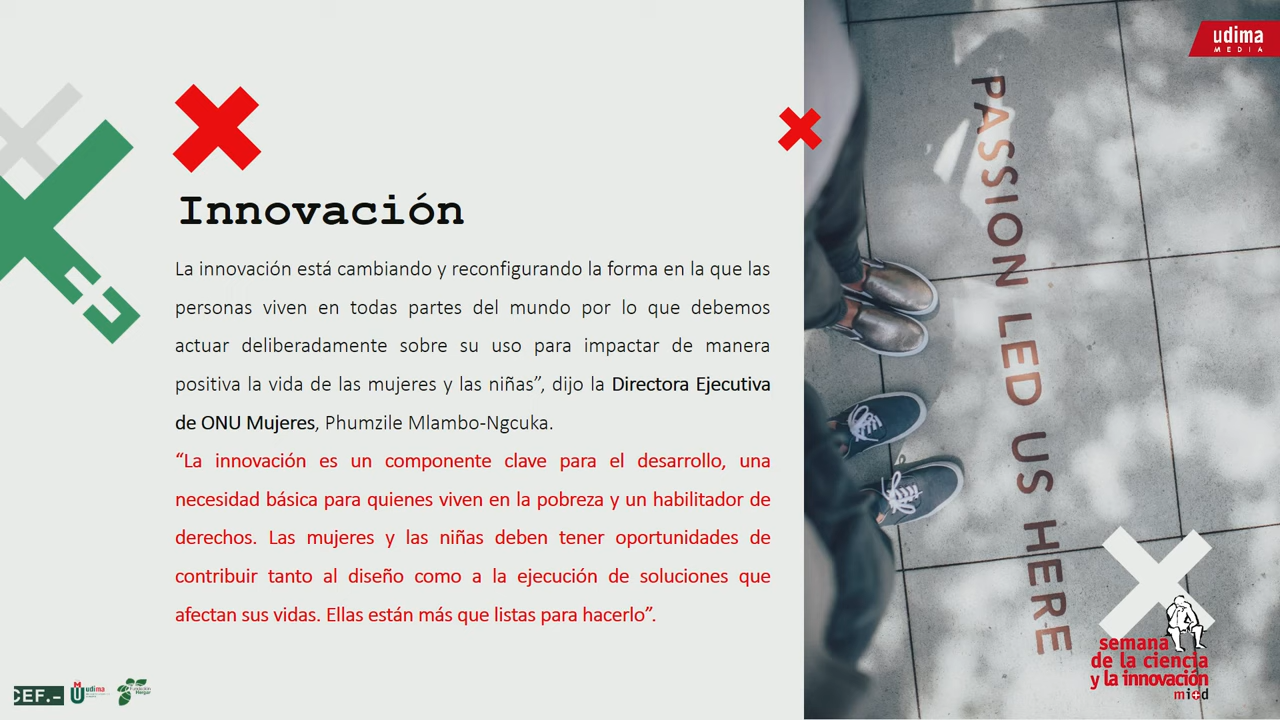 udima
MEDIA
Innovación
La innovación está cambiando y reconfigurando la forma en la que las
personas viven en todas partes del mundo por lo que debemos
actuar deliberadamente sobre su uso para impactar de manera
positiva la vida de las mujeres y las niñas”, dijo la Directora Ejecutiva
de ONU Mujeres, Phumzile Mlambo-Ngcuka.
“La innovación es un componente clave para el desarrollo, una
necesidad básica para quienes viven en la pobreza y un habilitador de
derechos. Las mujeres y las niñas deben tener oportunidades de
contribuir tanto al diseño como a la ejecución de soluciones que
afectan sus vidas. Ellas están más que listas para hacerlo”.
PASSION LED US HERE
semana
de la ciencia
y la innovación
mi+d
CEF.-
udima
Fundación
Hergar